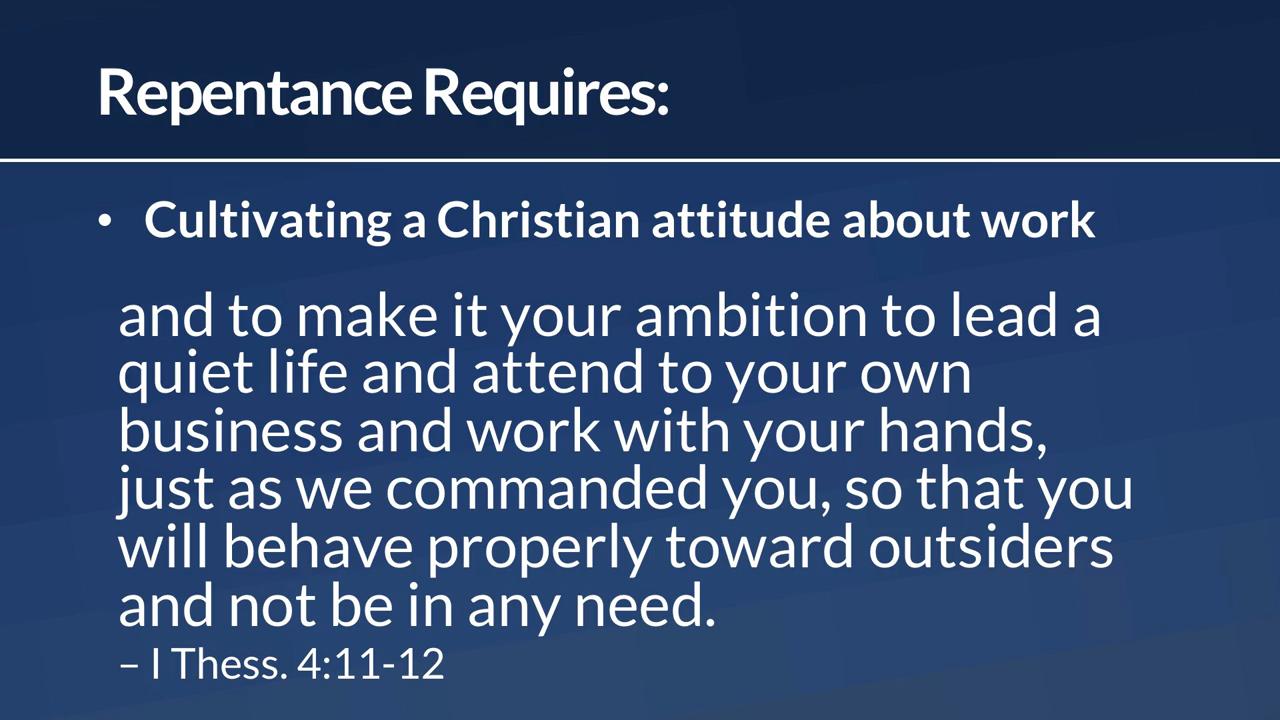 Repentance Requires:
• Cultivating a Christian attitude about work
and to make it your ambition to lead a
quiet life and attend to your own
business and work with your hands,
just as we commanded you, so that you
will behave properly toward outsiders
and not be in any need.
– I Thess. 4:11-12